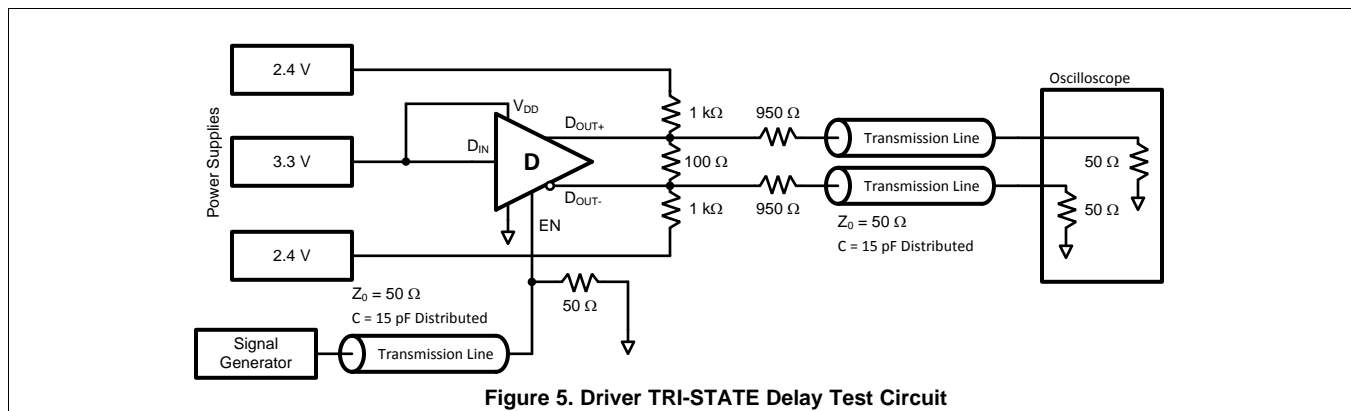 2.4 V
Oscilloscope
Power Supplies
VDD
1 kΩ
950 Ω
DOUT+
Transmission Line
3.3 V
DIN
D
100 Ω
50 Ω
DOUT-
Transmission Line
1 kΩ
950 Ω
50 Ω
EN
Z0 = 50 Ω
C = 15 pF Distributed
2.4 V
Z0 = 50 Ω
C = 15 pF Distributed
50 Ω
Signal
Generator
Transmission Line
Figure 5. Driver TRI-STATE Delay Test Circuit